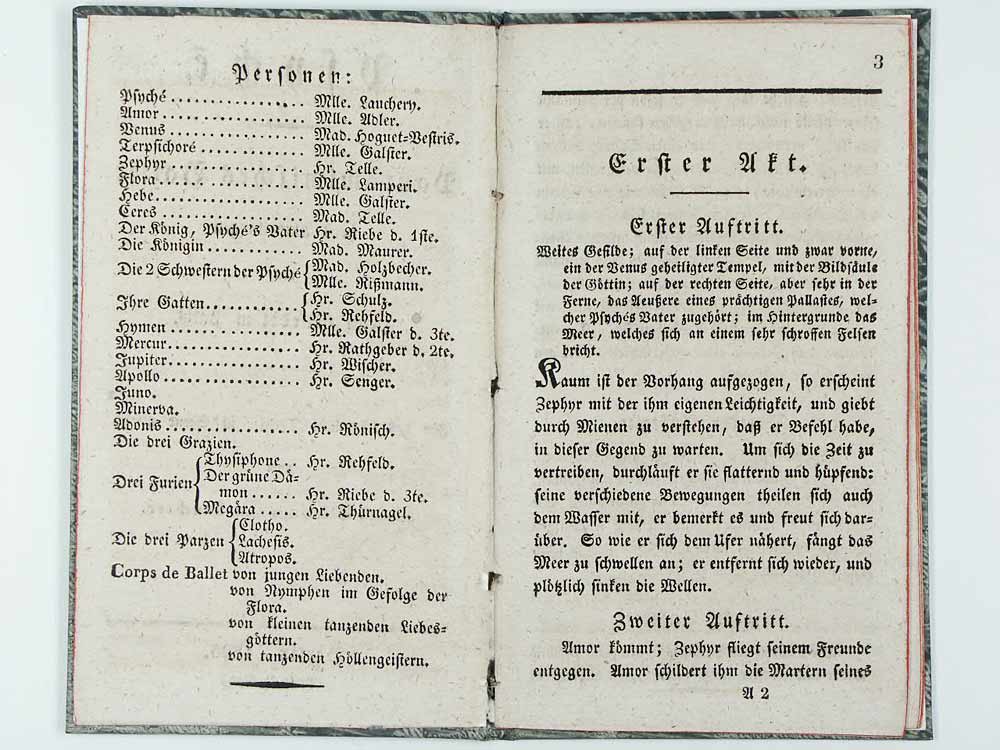 Personen:
Psyché ................ Mlle. Lauchery.
Amor .................. Mlle. Adler.
Venus ................. Mad. Hoguet=Vestris.
Terpsichoré ............. Mlle. Galster.
Zephyr ................ Hr. Telle.
Flora .................. Mlle. Lamperi.
Hebe .................. Mlle. Galster.
Ceres .................. Mad. Telle.
Der König, Psyché's Vater Hr. Riebe d. 1ste.
Die Königin ............ Mad. Maurer.
Die 2 Schwestern der Psyché { Mad. Holzbecher.
Mlle. Rißmann.
Ihre Gatten ............ { Hr. Schulz.
Hr. Rehfeld.
Hymen ................ Mlle. Galster d. 3te.
Mercur ................ Hr. Rathgeber d. 2te.
Jupiter ................ Hr. Wischer.
Apollo ................ Hr. Senger.
Juno.
Minerva.
Adonis ................ Hr. Rönisch.
Die drei Grazien.
Drei Furien { Thysiphone .. Hr. Rehfeld.
Der grüne Dä=
mon ...... Hr. Riebe d. 3te.
Megära ..... Hr. Thürnagel.
Die drei Parzen { Clotho.
Lachesis.
Atropos.
Corps de Ballet von jungen Liebenden.
von Nymphen im Gefolge der
Flora.
von kleinen tanzenden Liebes=
göttern.
von tanzenden Höllengeistern.
3
Erster Akt.
Erster Auftritt.
Weites Gefilde; auf der linken Seite und zwar vorne,
ein der Venus geheiligter Tempel, mit der Bildsäule
der Göttin; auf der rechten Seite, aber sehr in der
Ferne, das Aeußere eines prächtigen Pallastes, wel=
cher Psychés Vater zugehört; im Hintergrunde das
Meer, welches sich an einem sehr schroffen Felsen
bricht.
Kaum ist der Vorhang aufgezogen, so erscheint
Zephyr mit der ihm eigenen Leichtigkeit, und giebt
durch Mienen zu verstehen, daß er Befehl habe,
in dieser Gegend zu warten. Um sich die Zeit zu
vertreiben, durchläuft er sie flatternd und hüpfend:
seine verschiedene Bewegungen theilen sich auch
dem Wasser mit, er bemerkt es und freut sich dar=
über. So wie er sich dem Ufer nähert, fängt das
Meer zu schwellen an; er entfernt sich wieder, und
plötzlich sinken die Wellen.
Zweiter Auftritt.
Amor kömmt; Zephyr fliegt seinem Freunde
entgegen. Amor schildert ihm die Martern seines
A 2